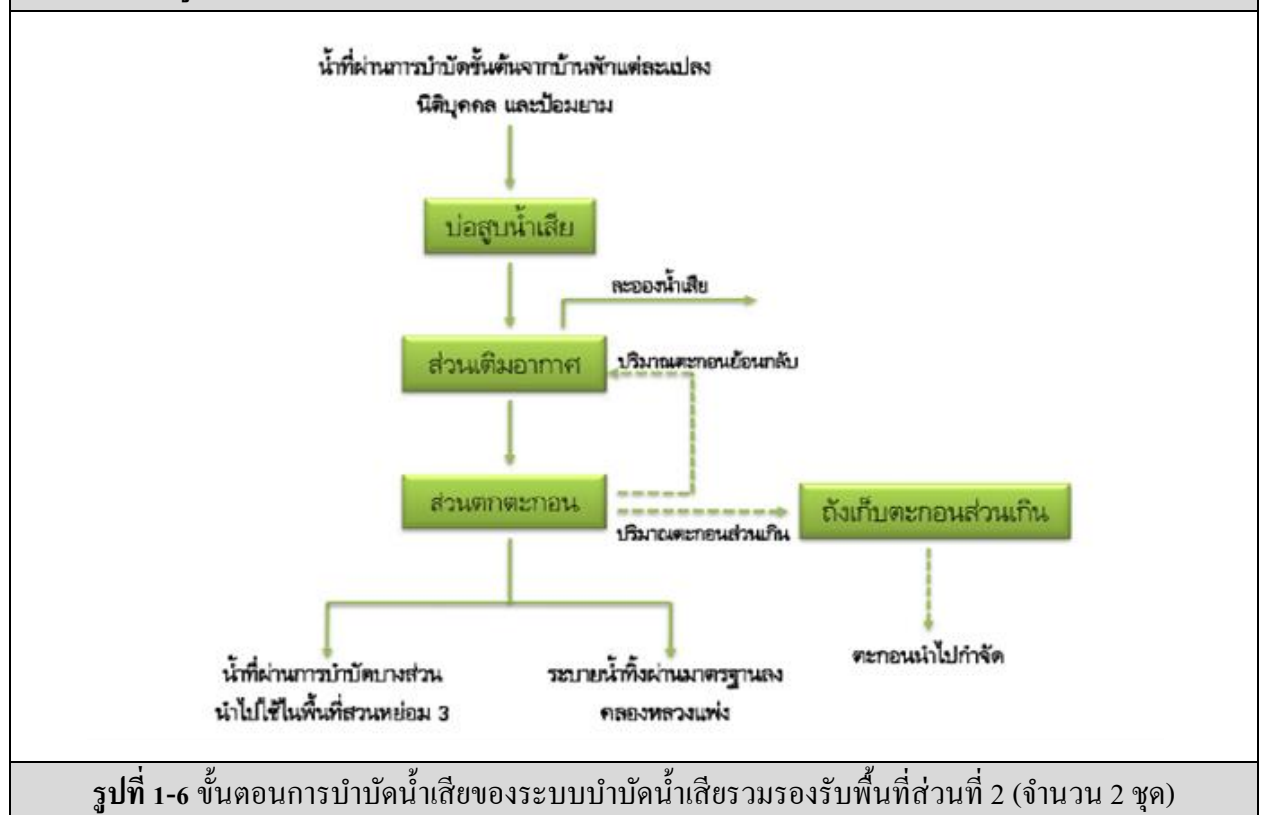 น้ำที่ผ่านการบำบัดขั้นต้นจากบ้านพักแต่ละแปลง
นิติบุคคล และป้อมยาม
บ่อสูบน้ำเสีย
ละอองน้ำเสีย
ส่วนเติมอากาศ
ปริมาณตะกอนย้อนกลับ
ส่วนตกตะกอน
ปริมาณตะกอนส่วนเกิน
ถังเก็บตะกอนส่วนเกิน
ตะกอนนำไปกำจัด
น้ำที่ผ่านการบำบัดบางส่วน
นำไปใช้ในพื้นที่สวนหย่อม 3
ระบายน้ำทิ้งผ่านมาตรฐานลง
คลองหลวงแพ่ง
รูปที่ 1-6 ขั้นตอนการบำบัดน้ำเสียของระบบบำบัดน้ำเสียรวมรองรับพื้นที่ส่วนที่ 2 (จำนวน 2 ชุด)